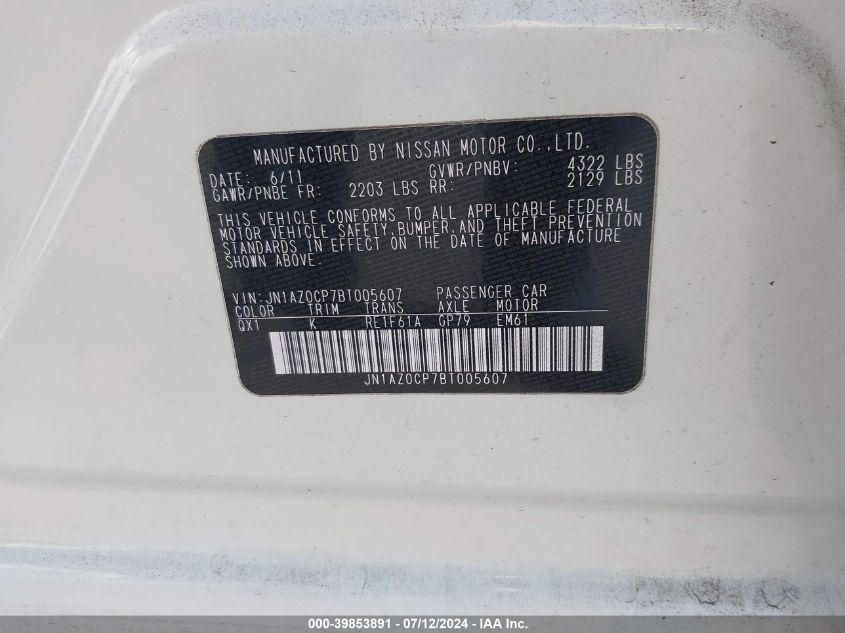 MANUFACTURED BY NISSAN MOTOR CO.,LTD.
DATE: 6/11 GVWR/PNBV: 4322 LBS
GAWR/PNBE FR: 2203 LBS RR: 2129 LBS
THIS VEHICLE CONFORMS TO ALL APPLICABLE FEDERAL
MOTOR VEHICLE SAFETY,BUMPER,AND THEFT PREVENTION
STANDARDS IN EFFECT ON THE DATE OF MANUFACTURE
SHOWN ABOVE.
VIN:JN1AZ0CP7BT005607 PASSENGER CAR
COLOR TRIM TRANS AXLE MOTOR
QX1 K RE1F61A GP79 EM61
JN1AZ0CP7BT005607
000-39853891 - 07/12/2024 - IAA Inc.